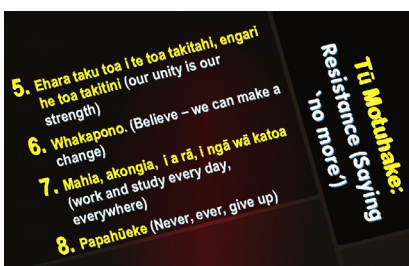 5. Ehara taku toa i te toa takitahi, engari
he toa takitini (our unity is our
strength)
6. Whakapono. (Believe – we can make a
change)
7. Mahia, akongia, i a rā, i ngā wā katoa
(work and study every day,
everywhere)
8. Papahūeke (Never, ever, give up)
Tū Motuhake:
Resistance (Saying
‘no more’)